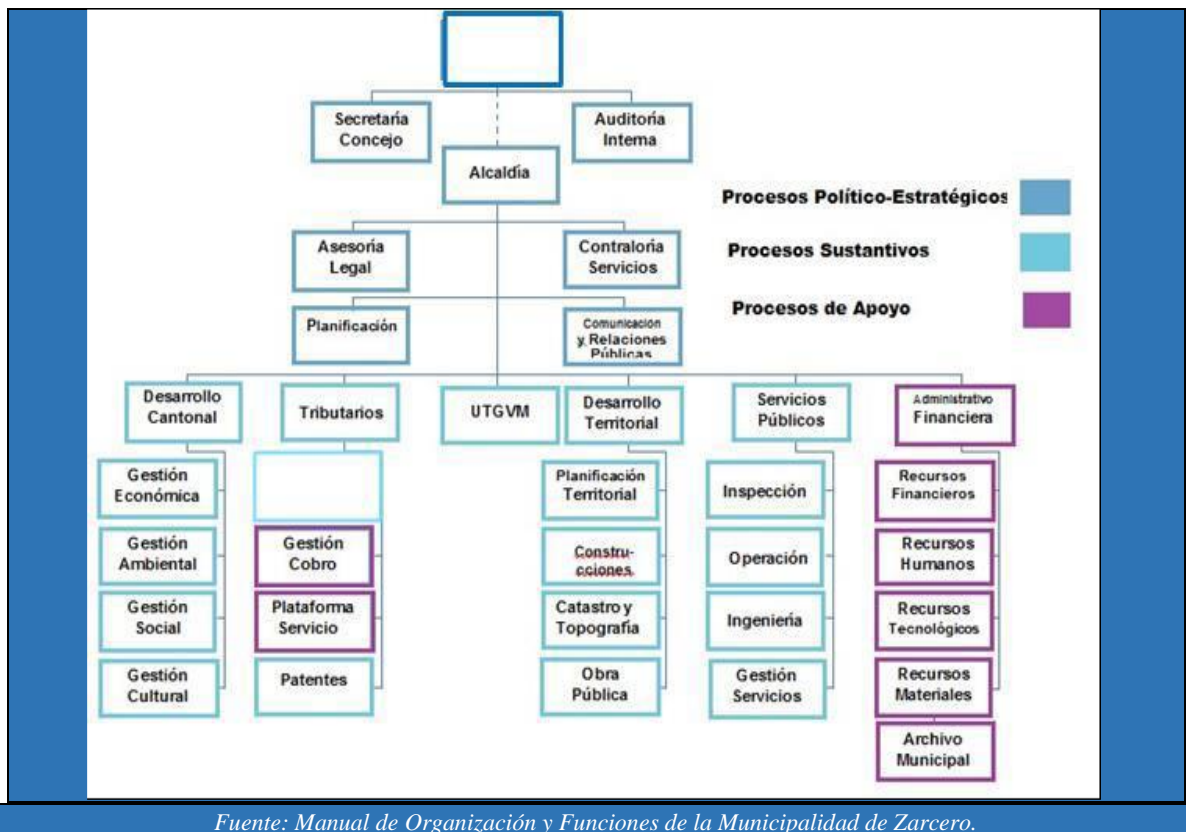 Secretaría
Concejo
Auditoría
Interna
Alcaldía
Procesos Político-Estratégicos
Procesos Sustantivos
Procesos de Apoyo
Asesoría
Legal
Contraloría
Servicios
Planificación
Comunicación
y Relaciones
Públicas
Desarrollo
Cantonal
Tributarios
UTGVM
Desarrollo
Territorial
Servicios
Públicos
Administrativo
Financiera
Gestión
Económica
Gestión
Ambiental
Gestión
Social
Gestión
Cultural
Gestión
Cobro
Plataforma
Servicio
Patentes
Planificación
Territorial
Constru-
cciones
Catastro y
Topografía
Obra
Pública
Inspección
Operación
Ingeniería
Gestión
Servicios
Recursos
Financieros
Recursos
Humanos
Recursos
Tecnológicos
Recursos
Materiales
Archivo
Municipal
Fuente: Manual de Organización y Funciones de la Municipalidad de Zarcero.